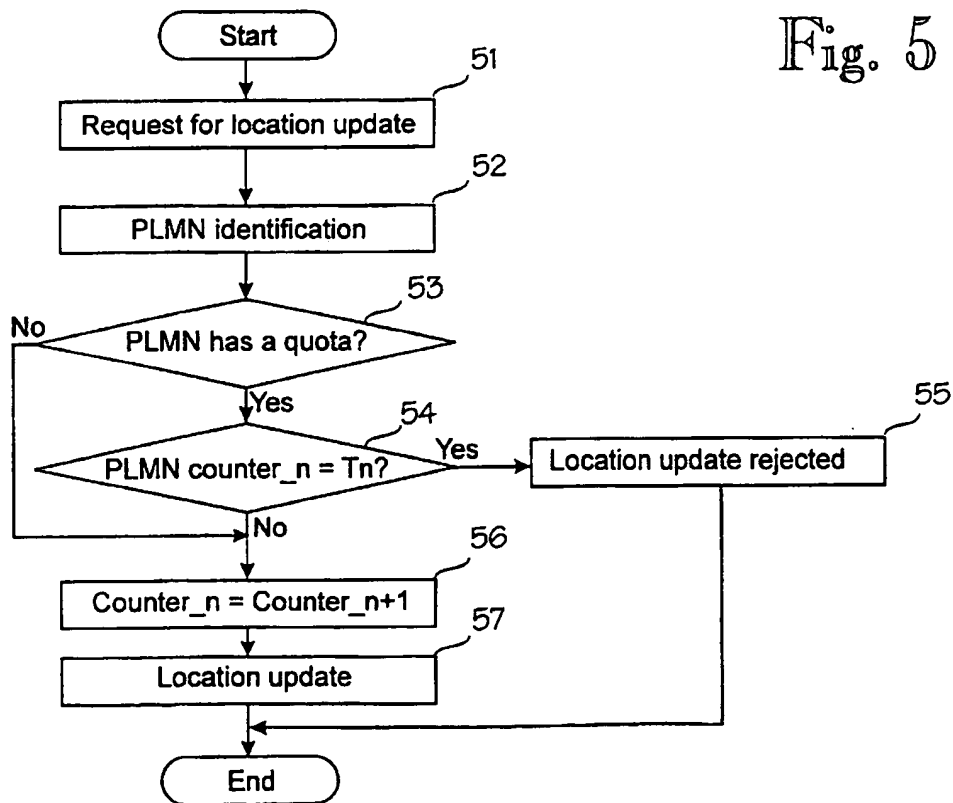 Fig. 5
Start
51
Request for location update
52
PLMN identification
53
No
PLMN has a quota?
Yes
54
PLMN counter_n = Tn?
Yes
55
Location update rejected
No
56
Counter_n = Counter_n+1
57
Location update
End